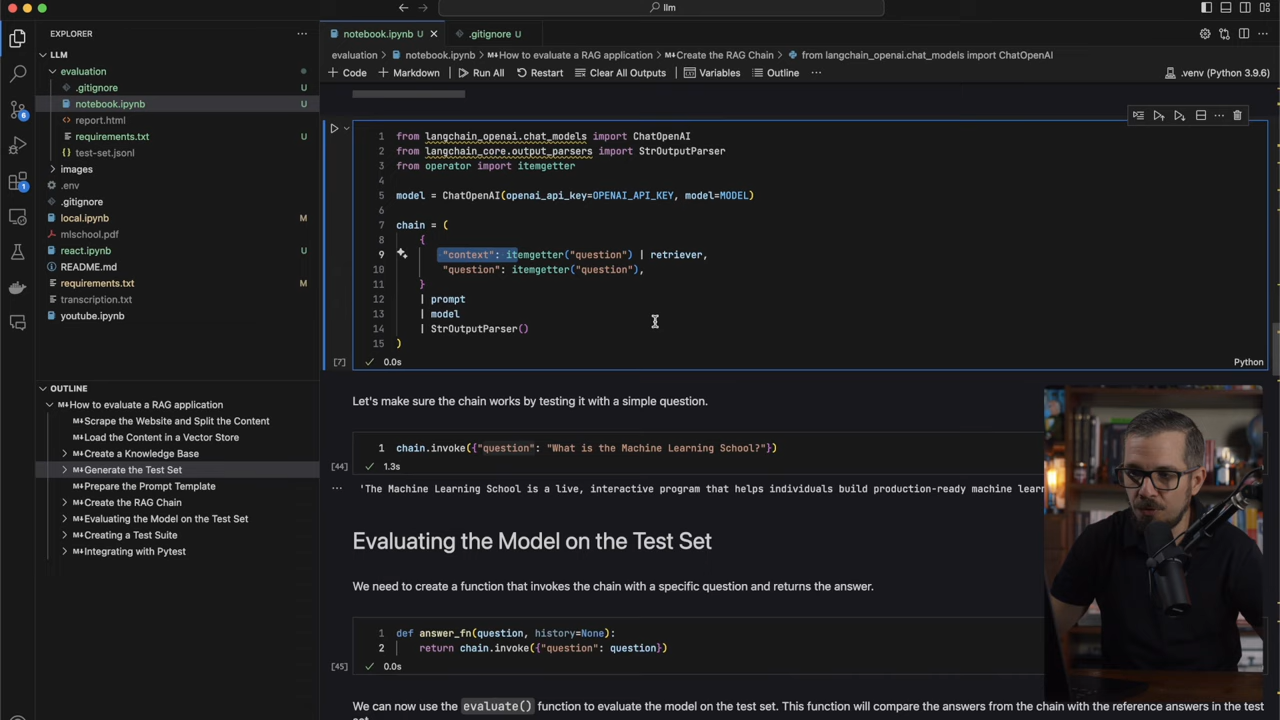 llm
EXPLORER
LLM
evaluation
.gitignore U
notebook.ipynb U
report.html
requirements.txt U
test-set.jsonl
images
.env
.gitignore
local.ipynb M
mlschool.pdf
react.ipynb U
README.md
requirements.txt M
transcription.txt
youtube.ipynb
OUTLINE
How to evaluate a RAG application
Scrape the Website and Split the Content
Load the Content in a Vector Store
Create a Knowledge Base
Generate the Test Set
Prepare the Prompt Template
Create the RAG Chain
Evaluating the Model on the Test Set
Creating a Test Suite
Integrating with Pytest
notebook.ipynb U .gitignore U
evaluation > notebook.ipynb > How to evaluate a RAG application > Create the RAG Chain > from langchain_openai.chat_models import ChatOpenAI
+ Code + Markdown Run All Restart Clear All Outputs Variables Outline ··· .venv (Python 3.9.6)
1 from langchain_openai.chat_models import ChatOpenAI
2 from langchain_core.output_parsers import StrOutputParser
3 from operator import itemgetter
4
5 model = ChatOpenAI(openai_api_key=OPENAI_API_KEY, model=MODEL)
6
7 chain = (
8 {
9 "context": itemgetter("question") | retriever,
10 "question": itemgetter("question"),
11 }
12 | prompt
13 | model
14 | StrOutputParser()
15 )
[7] 0.0s Python
Let's make sure the chain works by testing it with a simple question.
1 chain.invoke({"question": "What is the Machine Learning School?"})
[44] 1.3s
··· 'The Machine Learning School is a live, interactive program that helps individuals build production-ready machine learn
Evaluating the Model on the Test Set
We need to create a function that invokes the chain with a specific question and returns the answer.
1 def answer_fn(question, history=None):
2 return chain.invoke({"question": question})
[45] 0.0s
We can now use the evaluate() function to evaluate the model on the test set. This function will compare the answers from the chain with the reference answers in the test
set.